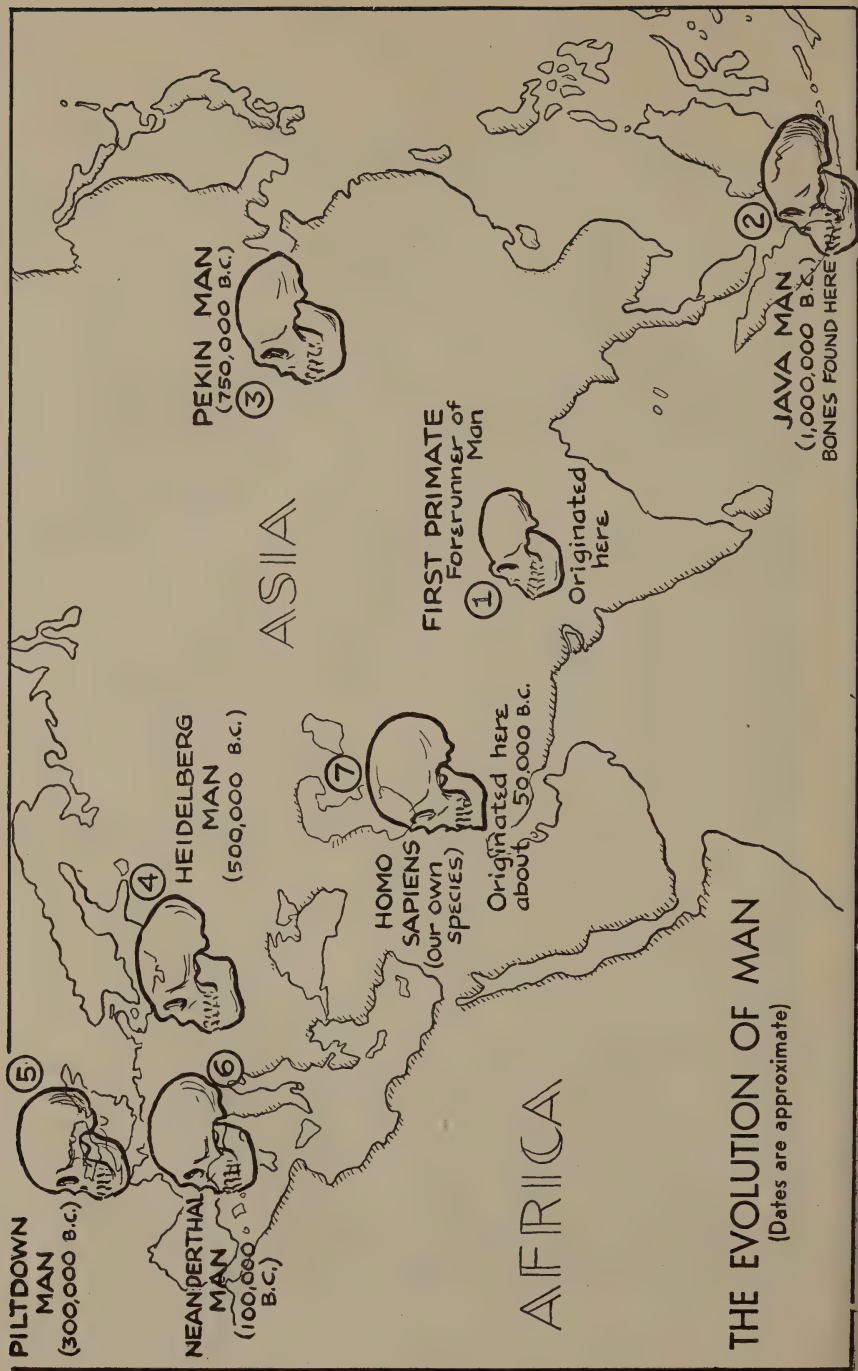 PILTDOWN
MAN
(300,000 B.C.)
5
NEANDERTHAL
MAN
(100,000
B.C.)
6
4
HEIDELBERG
MAN
(500,000 B.C.)
ASIA
PEKIN MAN
(750,000 B.C.)
3
7
HOMO
SAPIENS
(our own
species)
Originated here
about 50,000 B.C.
FIRST PRIMATE
Forerunner of
Man
1
Originated
here
2
JAVA MAN
(1,000,000 B.C.)
BONES FOUND HERE
AFRICA
THE EVOLUTION OF MAN
(Dates are approximate)